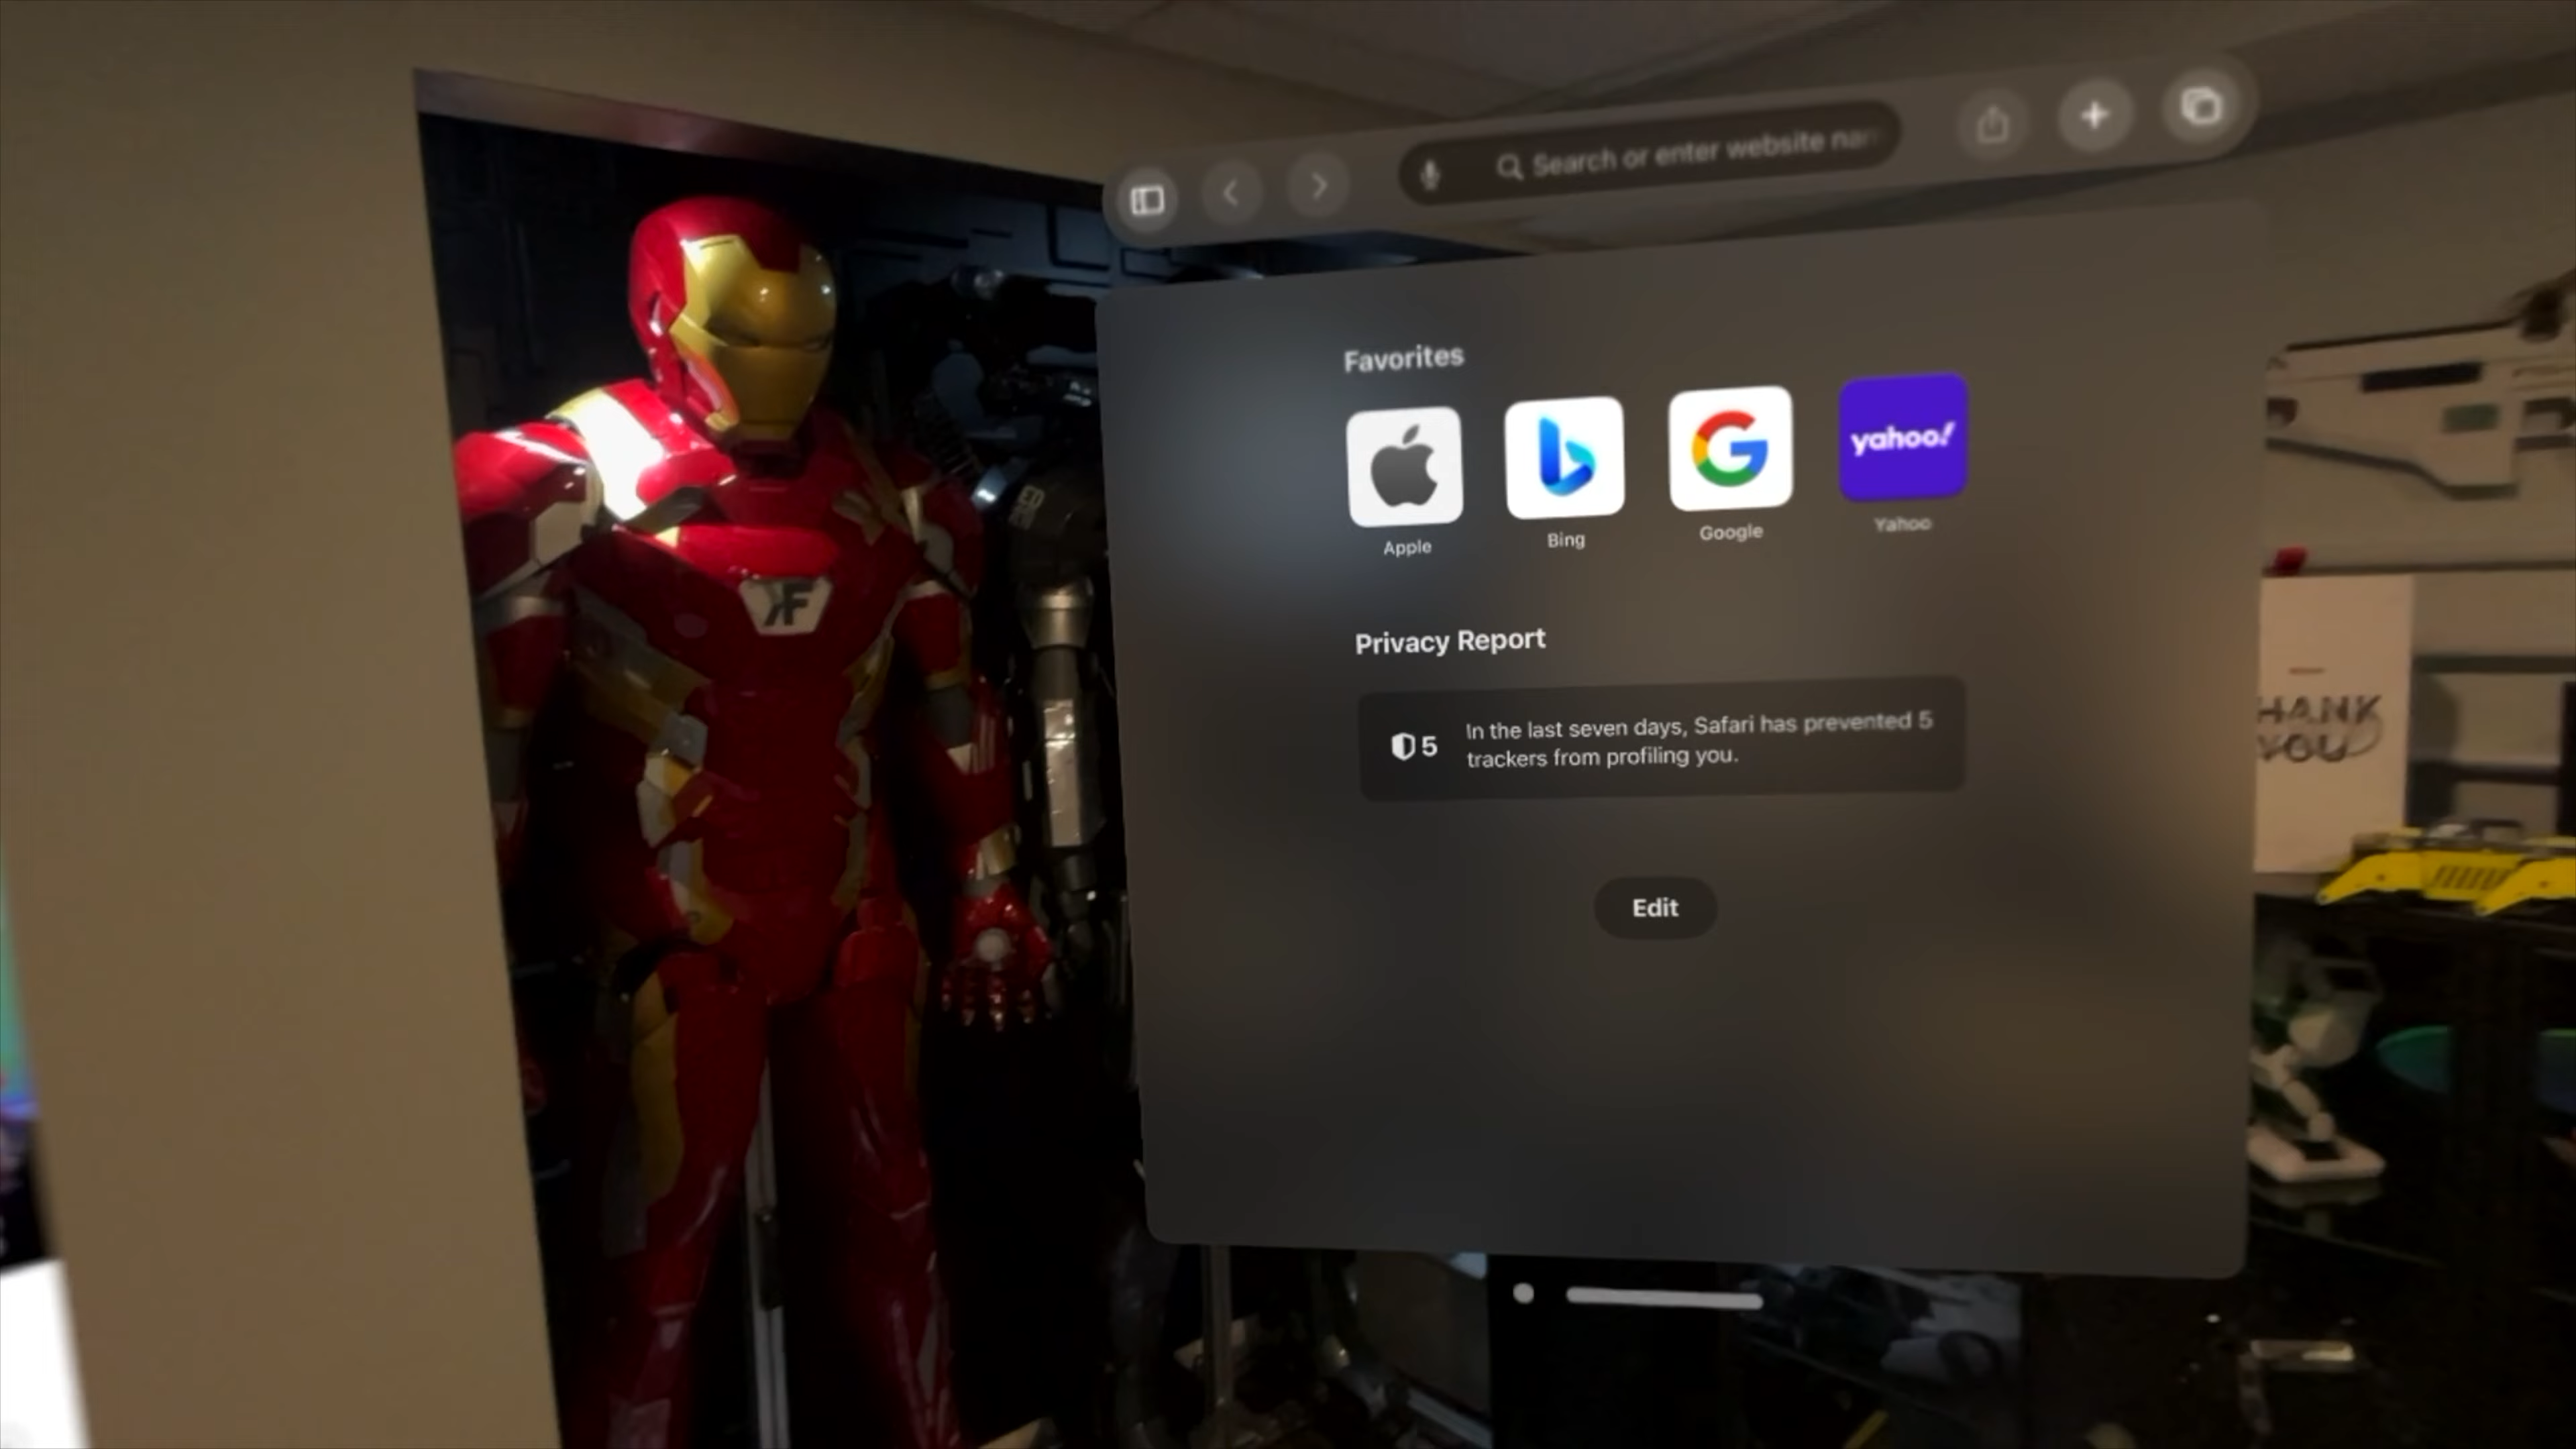 Search or enter website
Favorites
yahoo!
Apple
Bing
Google
Yahoo
KF
Privacy Report
5
In the last seven days, Safari has prevented 5
trackers from profiling you.
HANK
YOU
Edit